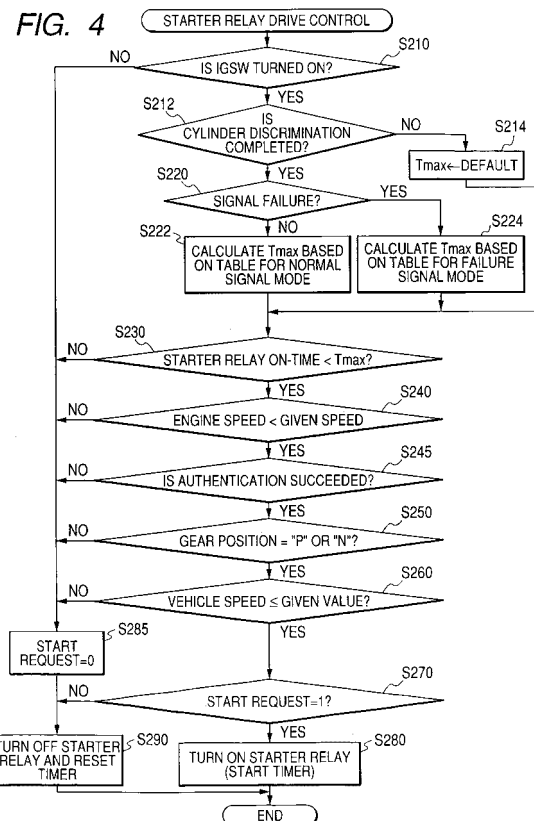 FIG. 4
STARTER RELAY DRIVE CONTROL
S210
NO
IS IGSW TURNED ON?
YES
S212
IS
CYLINDER DISCRIMINATION
COMPLETED?
NO
S214
Tmax←DEFAULT
YES
S220
SIGNAL FAILURE?
YES
NO
S222
CALCULATE Tmax BASED
ON TABLE FOR NORMAL
SIGNAL MODE
S224
CALCULATE Tmax BASED
ON TABLE FOR FAILURE
SIGNAL MODE
S230
NO
STARTER RELAY ON-TIME < Tmax?
YES
S240
NO
ENGINE SPEED < GIVEN SPEED
YES
S245
NO
IS AUTHENTICATION SUCCEEDED?
YES
S250
NO
GEAR POSITION = "P" OR "N"?
YES
S260
NO
VEHICLE SPEED ≤ GIVEN VALUE?
YES
S285
START
REQUEST=0
S270
NO
START REQUEST=1?
YES
S290
TURN OFF STARTER
RELAY AND RESET
TIMER
S280
TURN ON STARTER RELAY
(START TIMER)
END